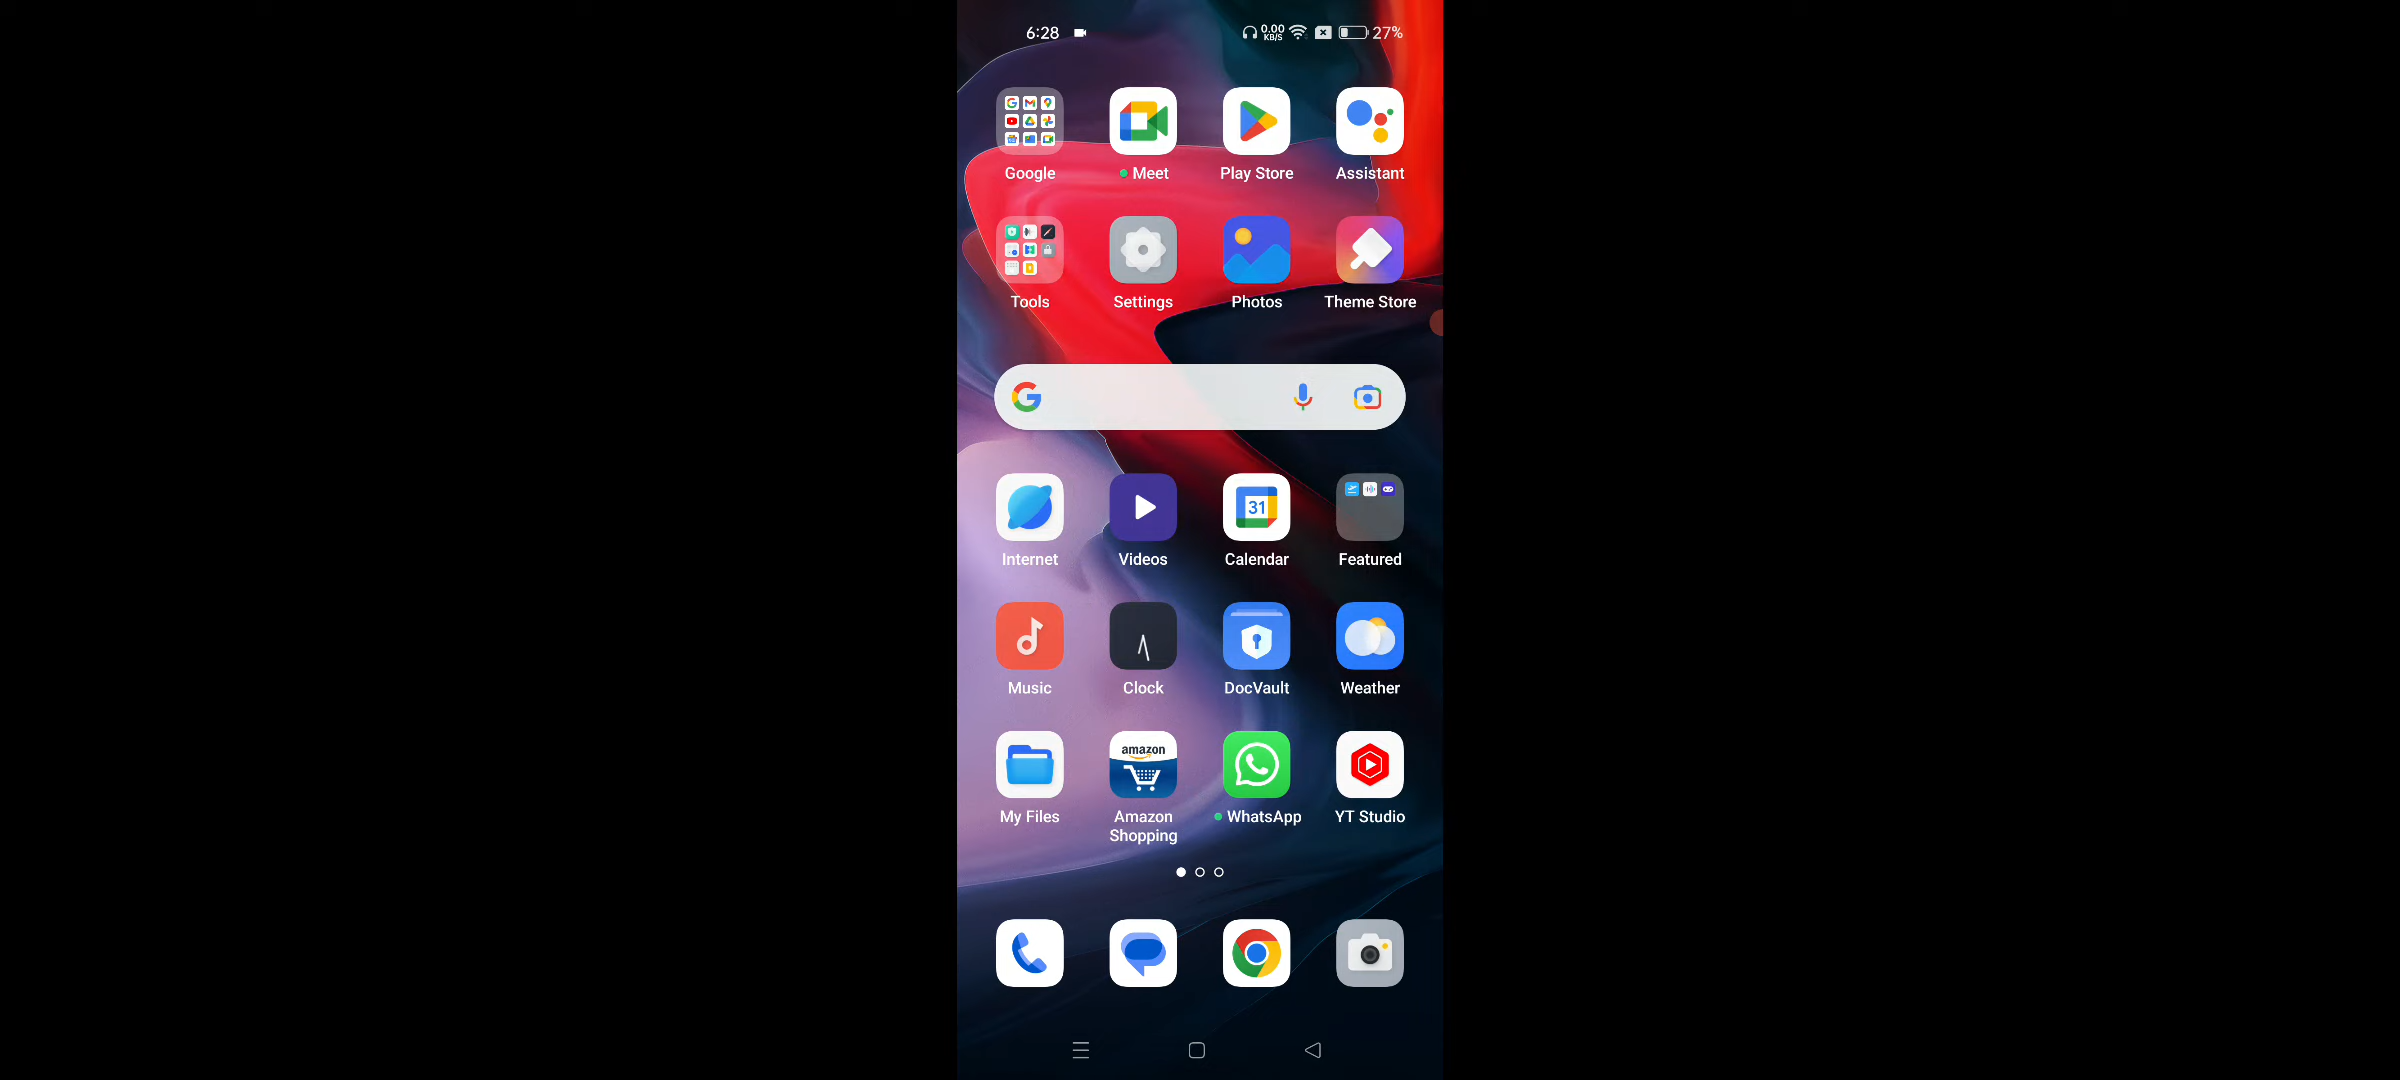 6:28 0.00 KB/S 27%
Google Meet Play Store Assistant
Tools Settings Photos Theme Store
31
Internet Videos Calendar Featured
Music Clock DocVault Weather
amazon
My Files Amazon Shopping WhatsApp YT Studio